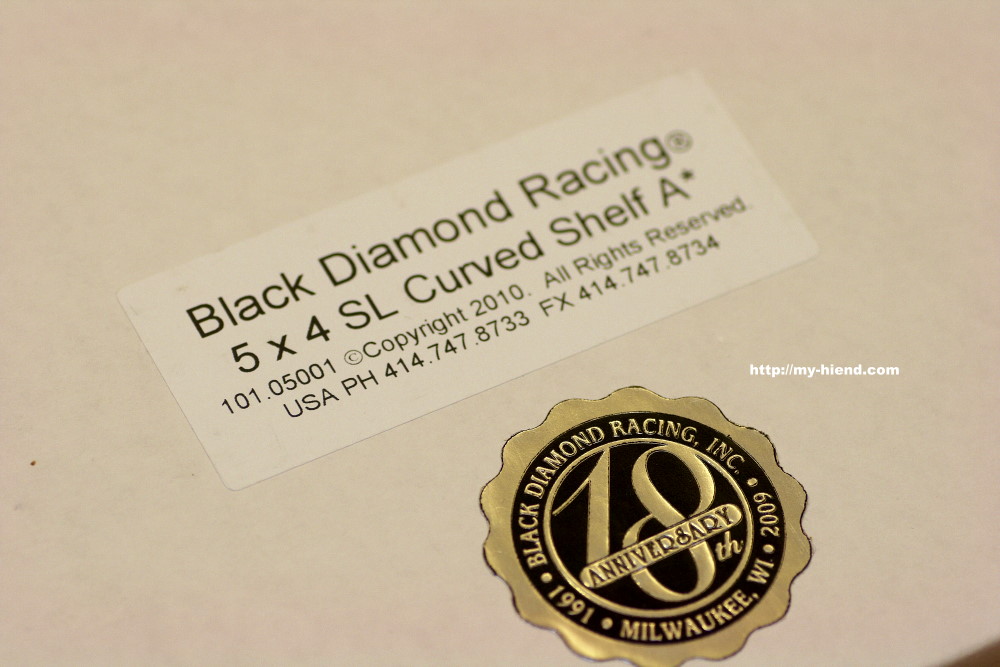 Black Diamond Racing®
5 x 4 SL Curved Shelf A*
101.05001 ©Copyright 2010. All Rights Reserved.
USA PH 414.747.8733 FX 414.747.8734
http://my-hiend.com
BLACK DIAMOND RACING, INC. • 2009 •
18th
ANNIVERSARY
• 1991 • MILWAUKEE, WI